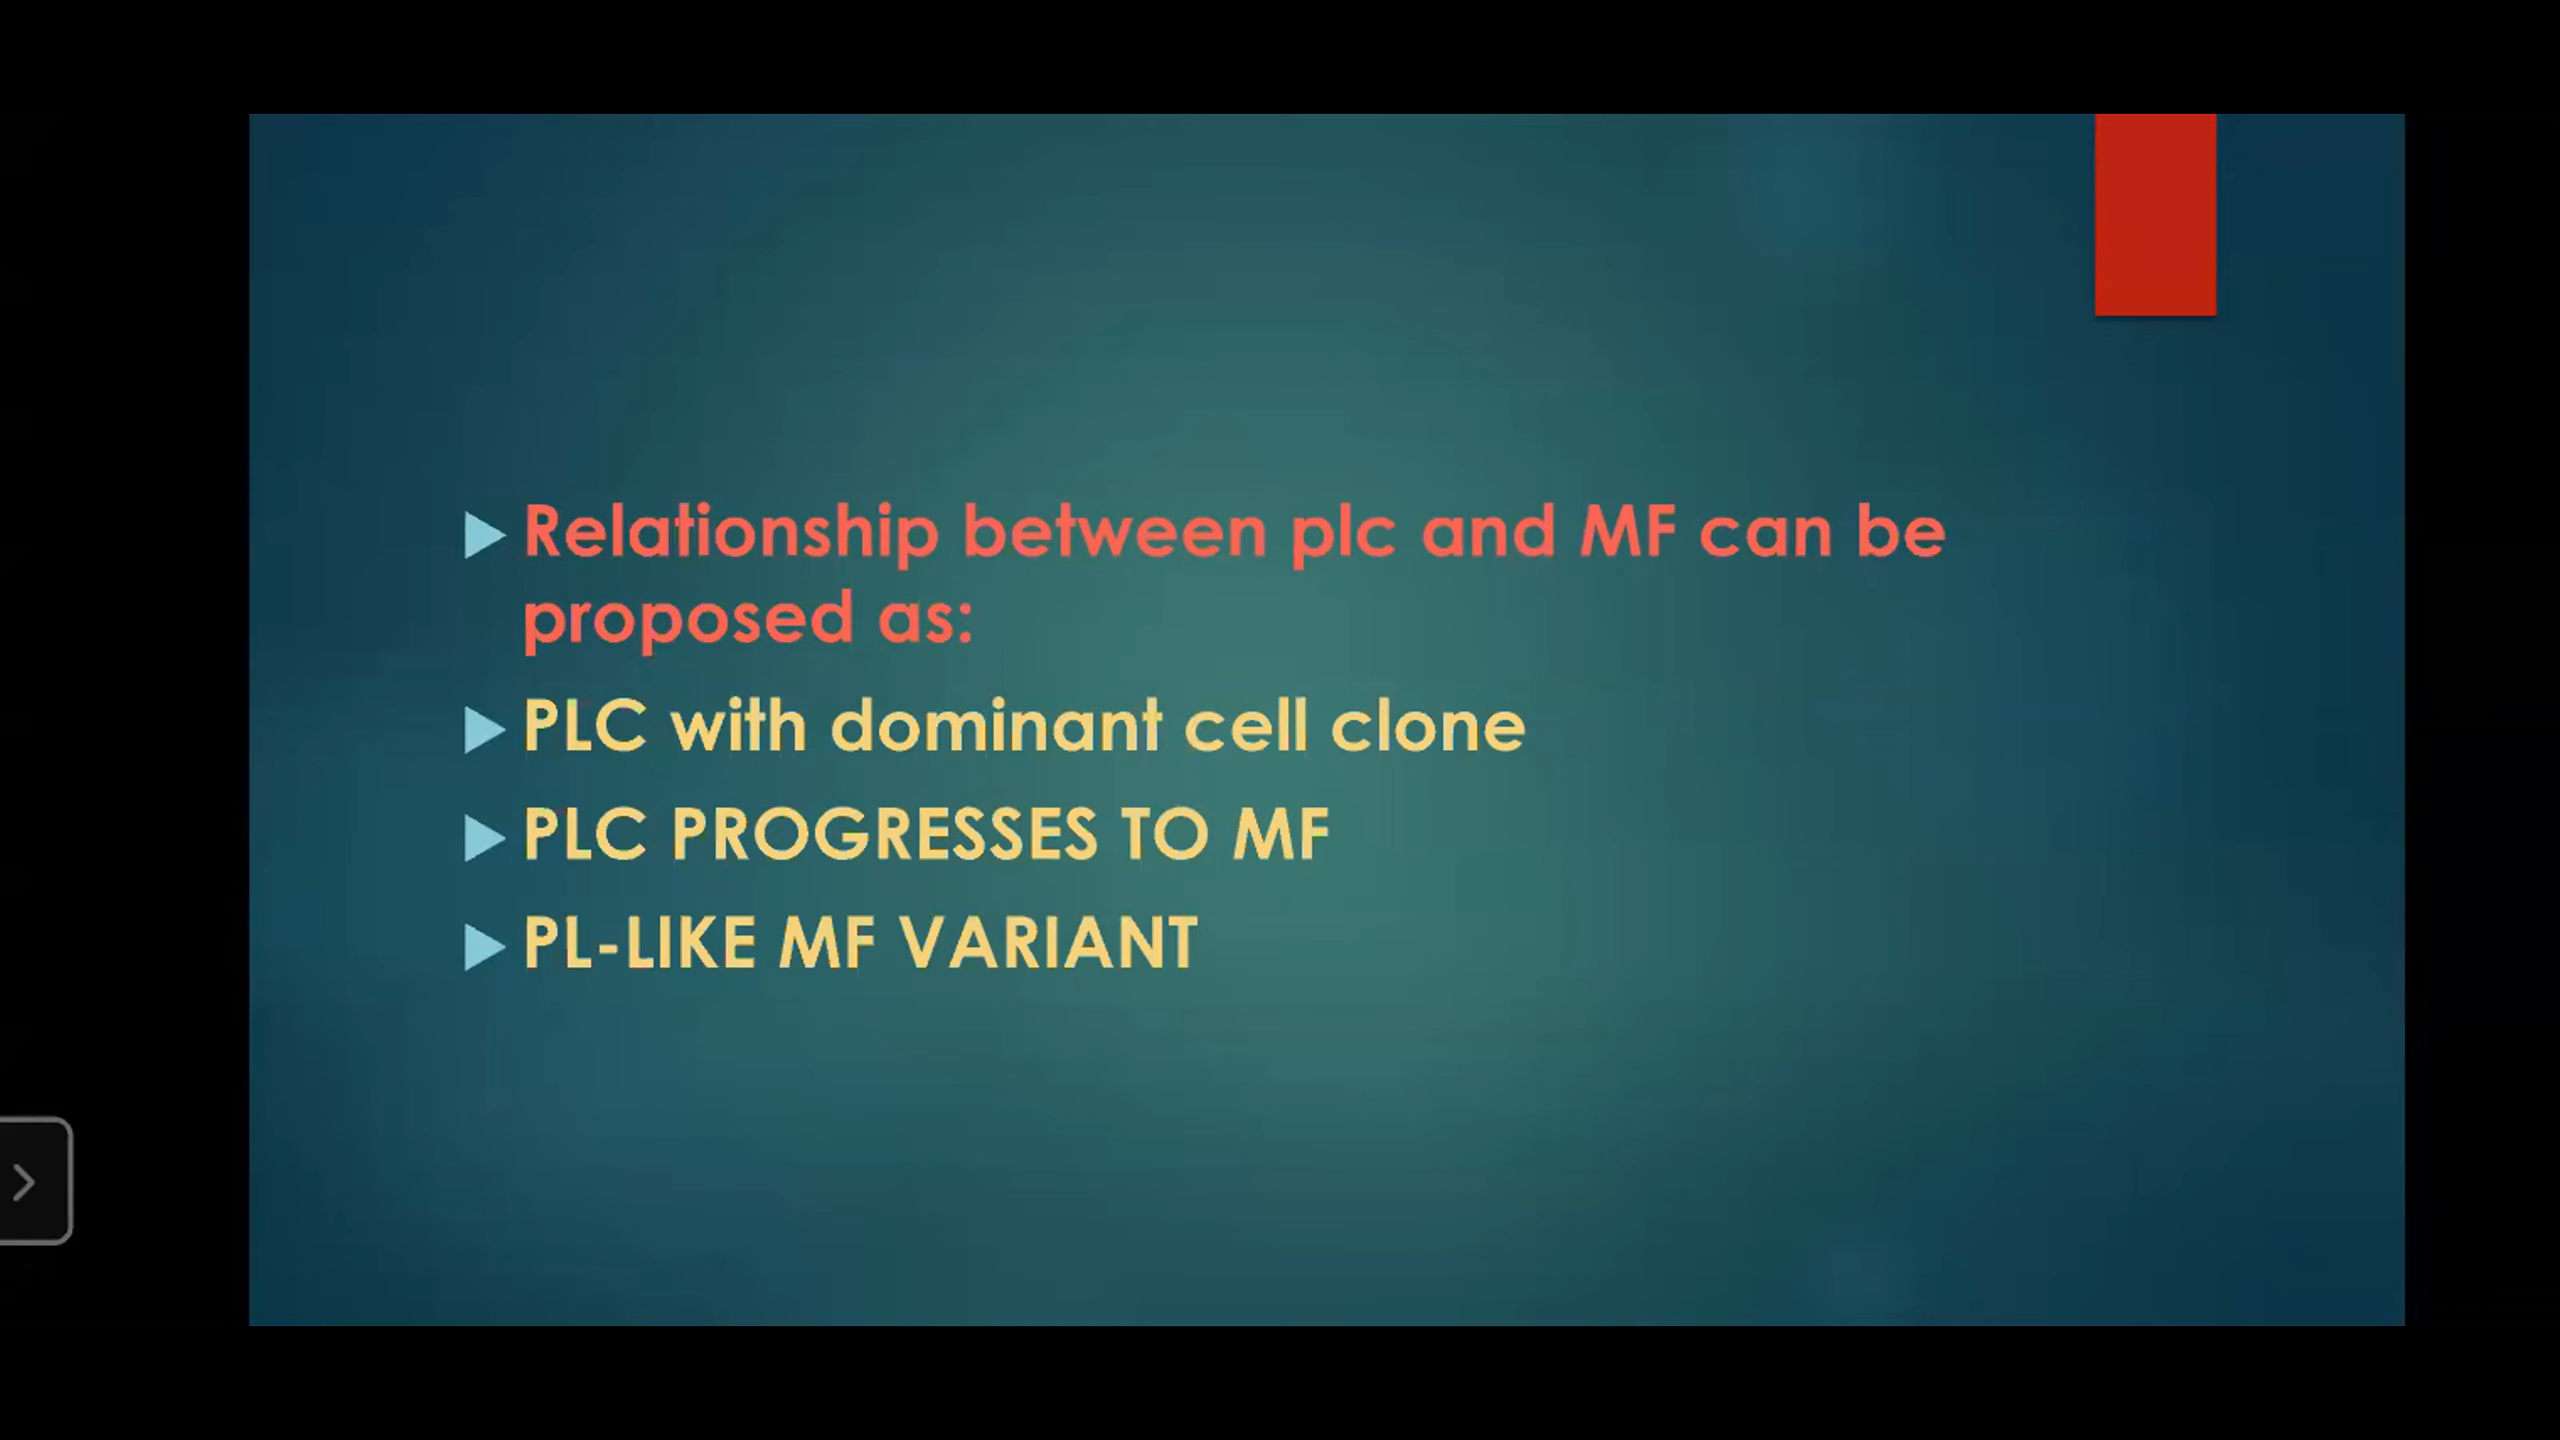 Relationship between plc and MF can be
proposed as:
PLC with dominant cell clone
PLC PROGRESSES TO MF
PL-LIKE MF VARIANT